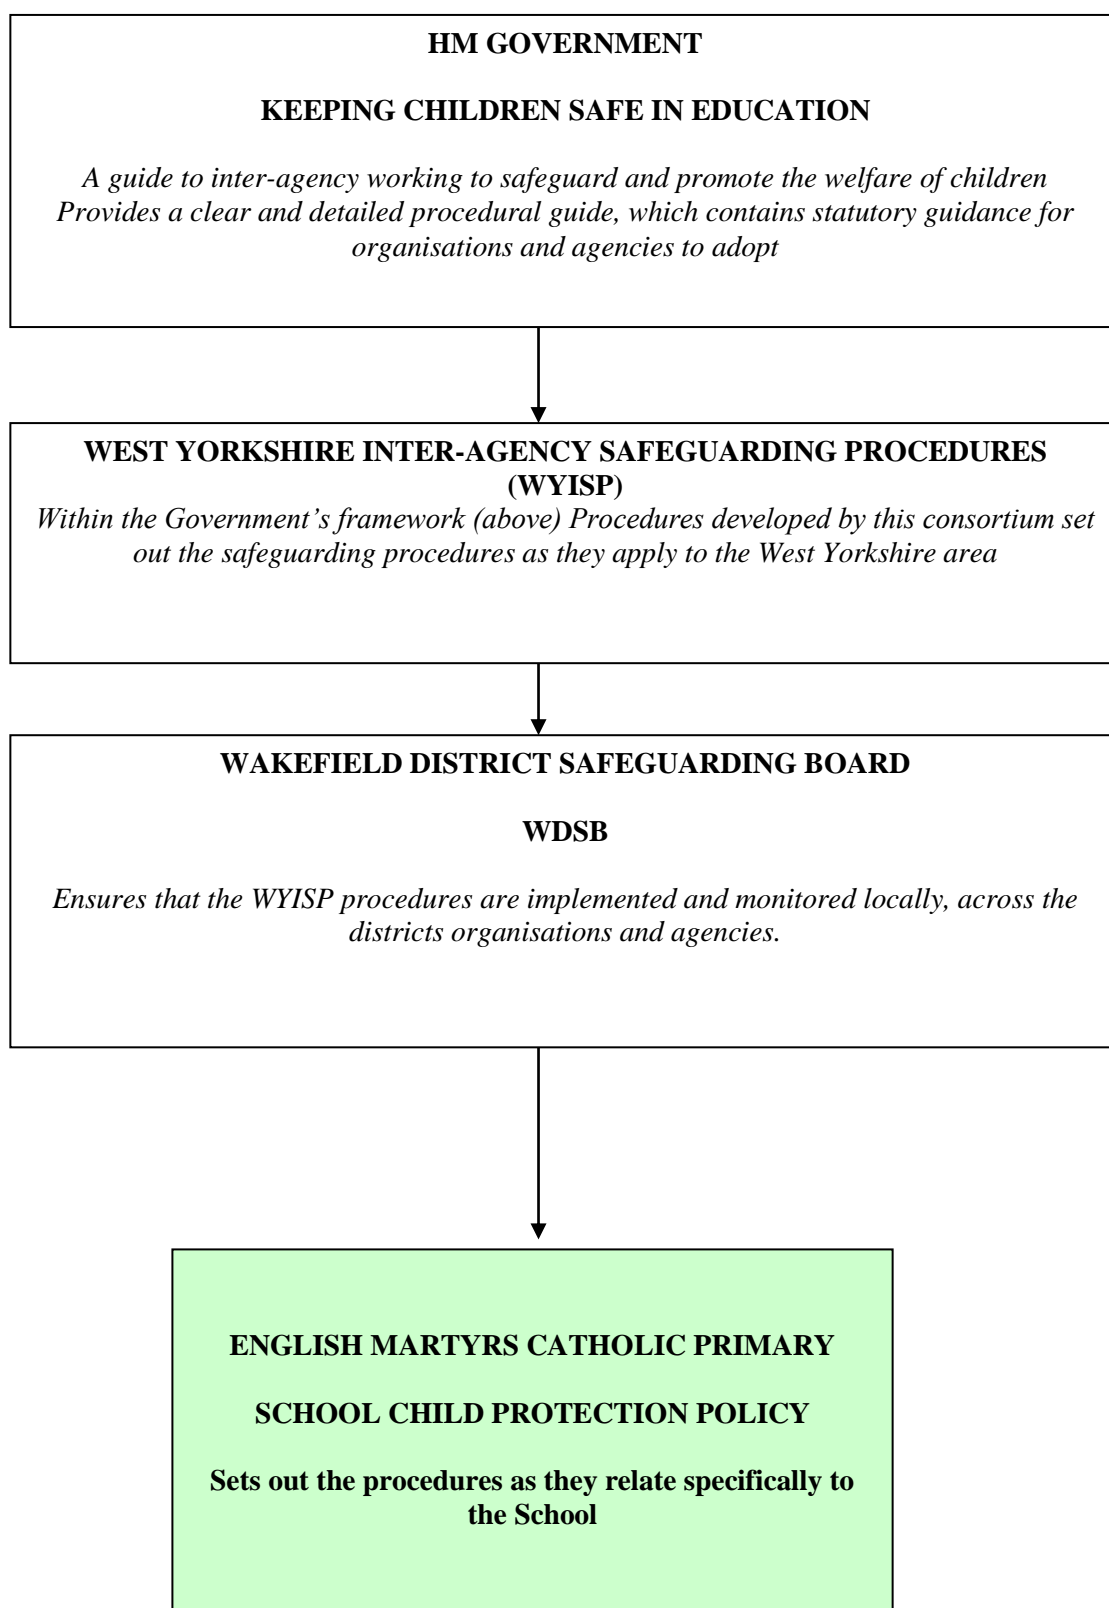 HM GOVERNMENT
KEEPING CHILDREN SAFE IN EDUCATION
A guide to inter-agency working to safeguard and promote the welfare of children
Provides a clear and detailed procedural guide, which contains statutory guidance for
organisations and agencies to adopt
WEST YORKSHIRE INTER-AGENCY SAFEGUARDING PROCEDURES
(WYISP)
Within the Government’s framework (above) Procedures developed by this consortium set
out the safeguarding procedures as they apply to the West Yorkshire area
WAKEFIELD DISTRICT SAFEGUARDING BOARD
WDSB
Ensures that the WYISP procedures are implemented and monitored locally, across the
districts organisations and agencies.
ENGLISH MARTYRS CATHOLIC PRIMARY
SCHOOL CHILD PROTECTION POLICY
Sets out the procedures as they relate specifically to
the School